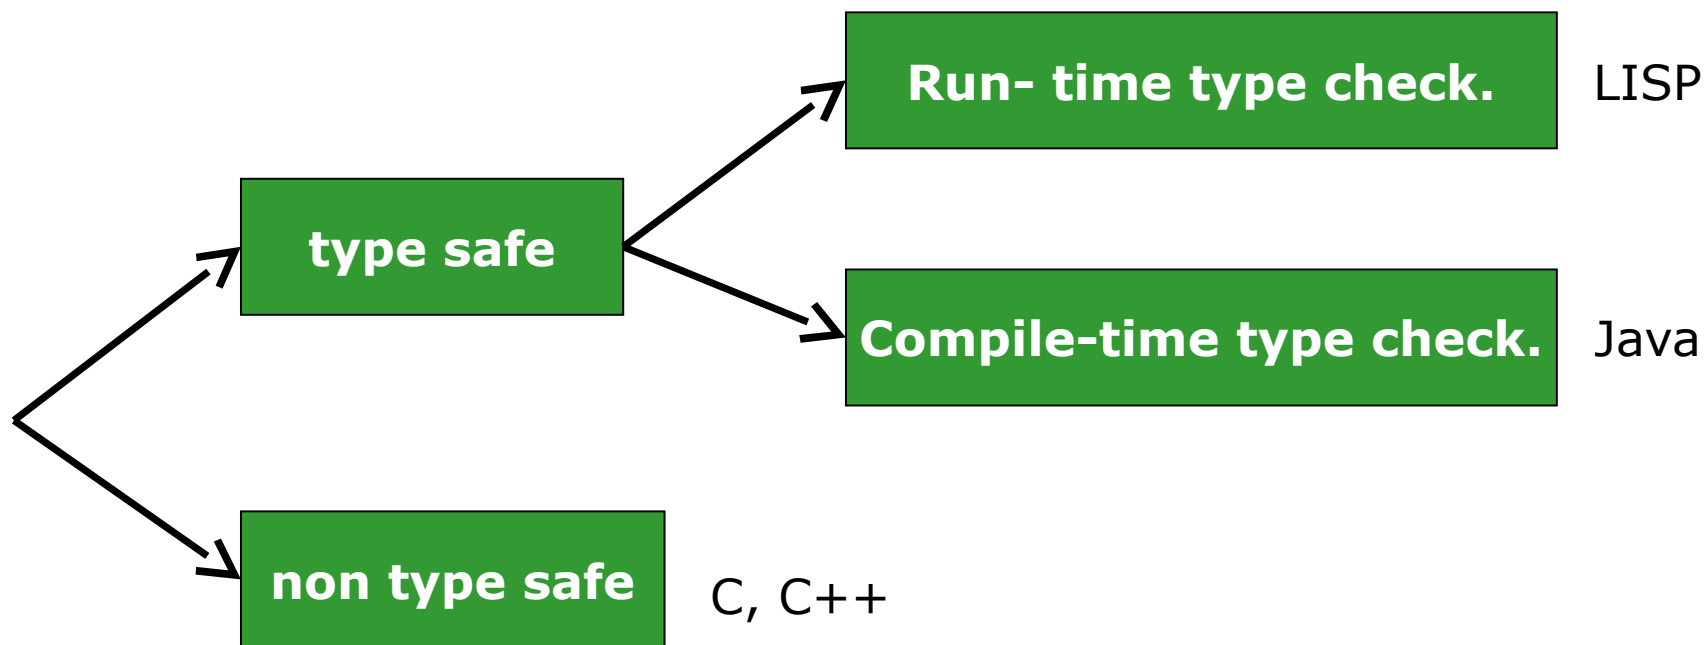 Run- time type check.
LISP
type safe
Compile-time type check.
Java
non type safe
C, C++